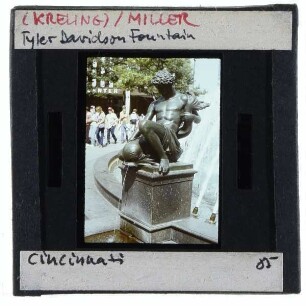 (KRELING) / MILLER
Tyler Davidson Fountain
Cincinnati 85